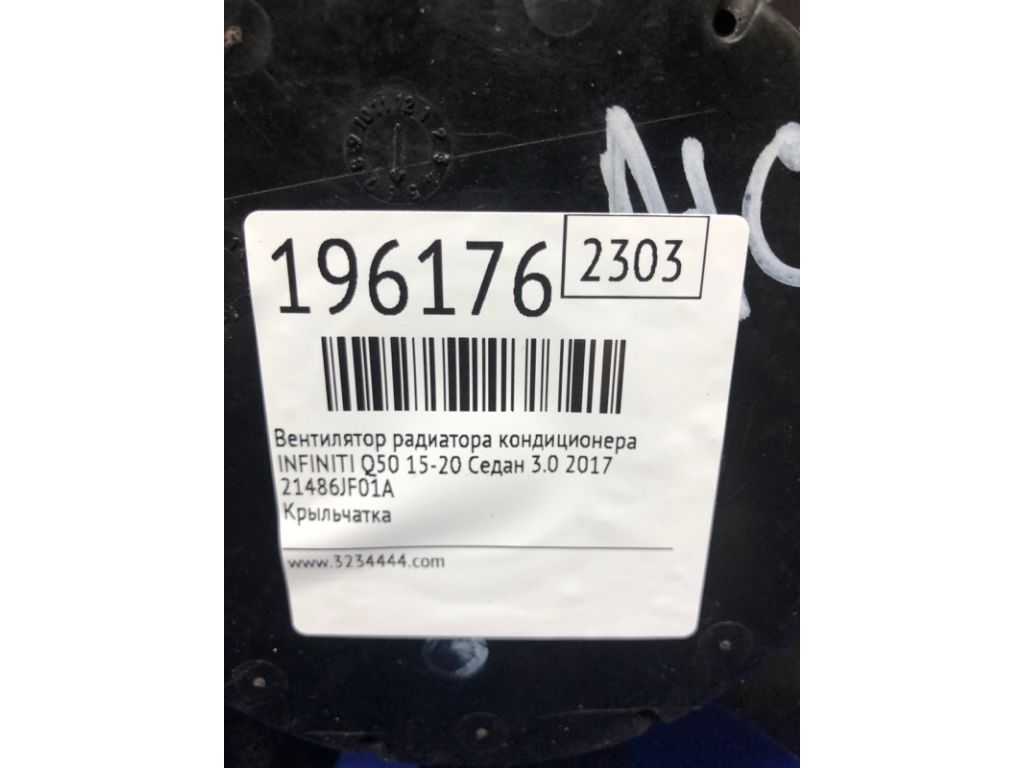 196176 2303
Вентилятор радиатора кондиционера
INFINITI Q50 15-20 Седан 3.0 2017
21486JF01A
Крыльчатка
www.3234444.com